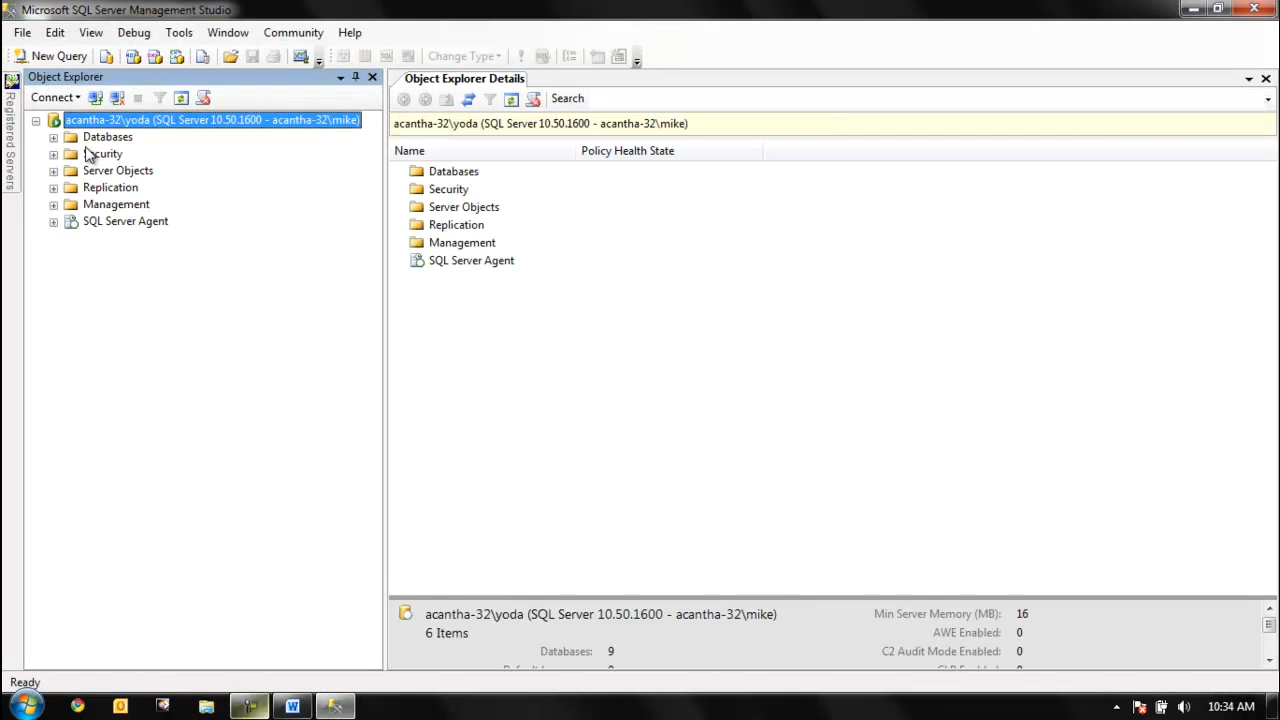 Microsoft SQL Server Management Studio
File Edit View Debug Tools Window Community Help
New Query Change Type
Object Explorer
Connect
acantha-32\yoda (SQL Server 10.50.1600 - acantha-32\mike)
Databases
curity
Server Objects
Replication
Management
SQL Server Agent
Registered Servers
Object Explorer Details
Search
acantha-32\yoda (SQL Server 10.50.1600 - acantha-32\mike)
Name Policy Health State
Databases
Security
Server Objects
Replication
Management
SQL Server Agent
acantha-32\yoda (SQL Server 10.50.1600 - acantha-32\mike)
6 Items
Databases: 9
Min Server Memory (MB): 16
AWE Enabled: 0
C2 Audit Mode Enabled: 0
Ready
10:34 AM